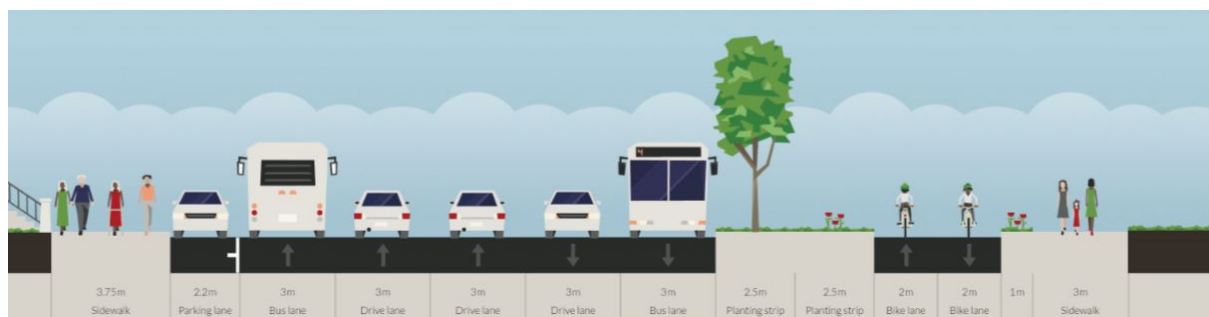 4
3.75m 2.2m 3m 3m 3m 3m 3m 2.5m 2.5m 2m 2m 1m 3m
Sidewalk Parking lane Bus lane Drive lane Drive lane Drive lane Bus lane Planting strip Planting strip Bike lane Bike lane Sidewalk